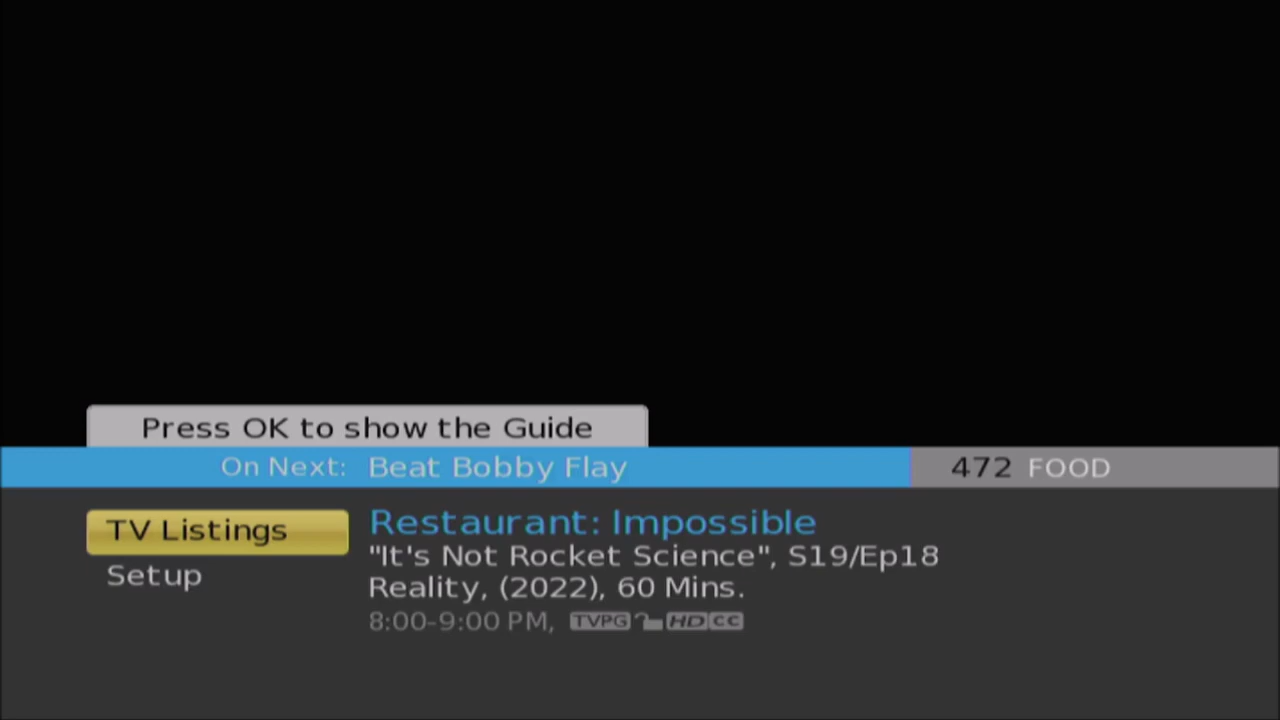 Press OK to show the Guide
On Next: Beat Bobby Flay 472 FOOD
TV Listings
Setup
Restaurant: Impossible
"It's Not Rocket Science", S19/Ep18
Reality, (2022), 60 Mins.
8:00-9:00 PM, TVPG HD CC